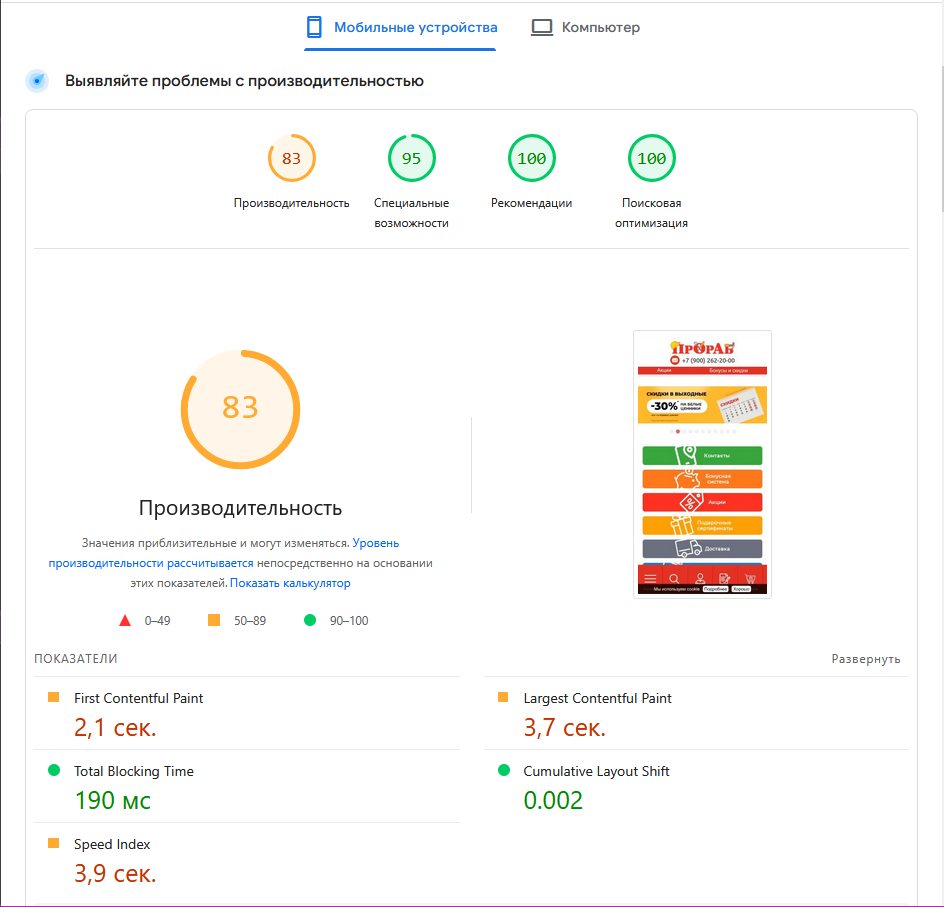 Мобильные устройства
Компьютер
Выявляйте проблемы с производительностью
83
95
100
100
Производительность
Специальные
возможности
Рекомендации
Поисковая
оптимизация
83
Производительность
Значения приблизительные и могут изменяться. Уровень
производительности рассчитывается непосредственно на основании
этих показателей. Показать калькулятор
0–49
50–89
90–100
ПРОРАБ
+7 (900) 262-20-00
Акции
Бонусы и скидки
СКИДКИ В ВЫХОДНЫЕ
-30%
НА БЕЛЫЕ
ЦЕННИКИ
СКИДКИ
Контакты
Бонусная
система
Акции
Подарочные
сертификаты
Доставка
Мы используем cookie
Подробнее
Хорошо
ПОКАЗАТЕЛИ
Развернуть
First Contentful Paint
2,1 сек.
Largest Contentful Paint
3,7 сек.
Total Blocking Time
190 мс
Cumulative Layout Shift
0.002
Speed Index
3,9 сек.